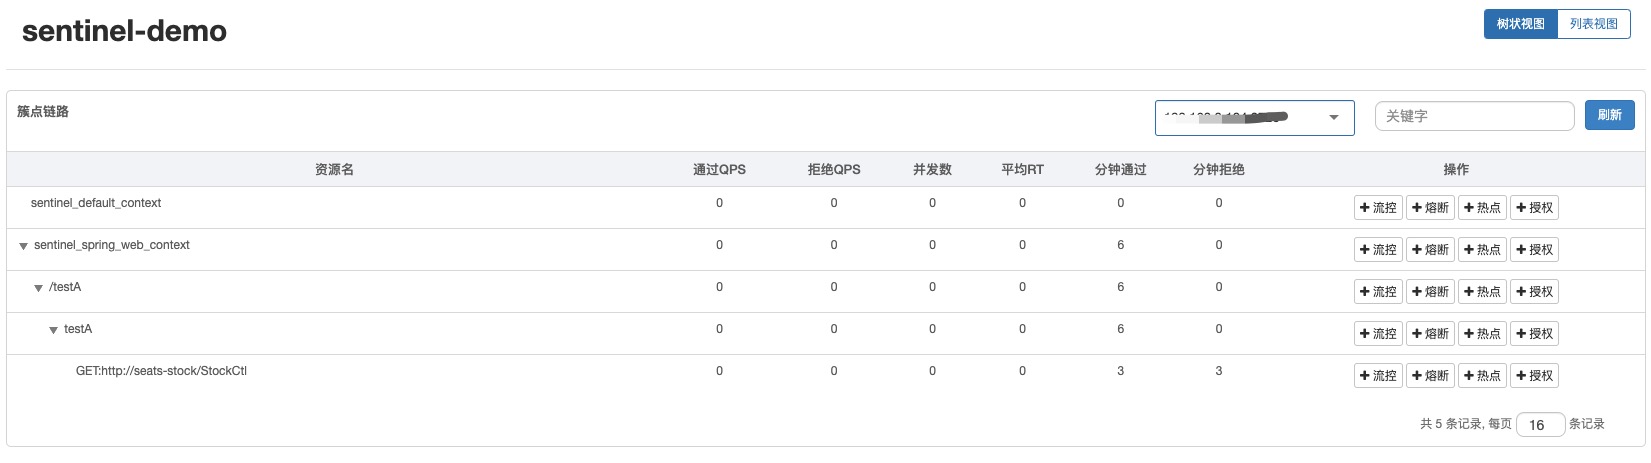 sentinel-demo
树状视图 列表视图
簇点链路
关键字 刷新
资源名 通过QPS 拒绝QPS 并发数 平均RT 分钟通过 分钟拒绝 操作
sentinel_default_context 0 0 0 0 0 0 流控 熔断 热点 授权
sentinel_spring_web_context 0 0 0 0 6 0 流控 熔断 热点 授权
/testA 0 0 0 0 6 0 流控 熔断 热点 授权
testA 0 0 0 0 6 0 流控 熔断 热点 授权
GET:http://seats-stock/StockCtl 0 0 0 0 3 3 流控 熔断 热点 授权
共 5 条记录, 每页 16 条记录